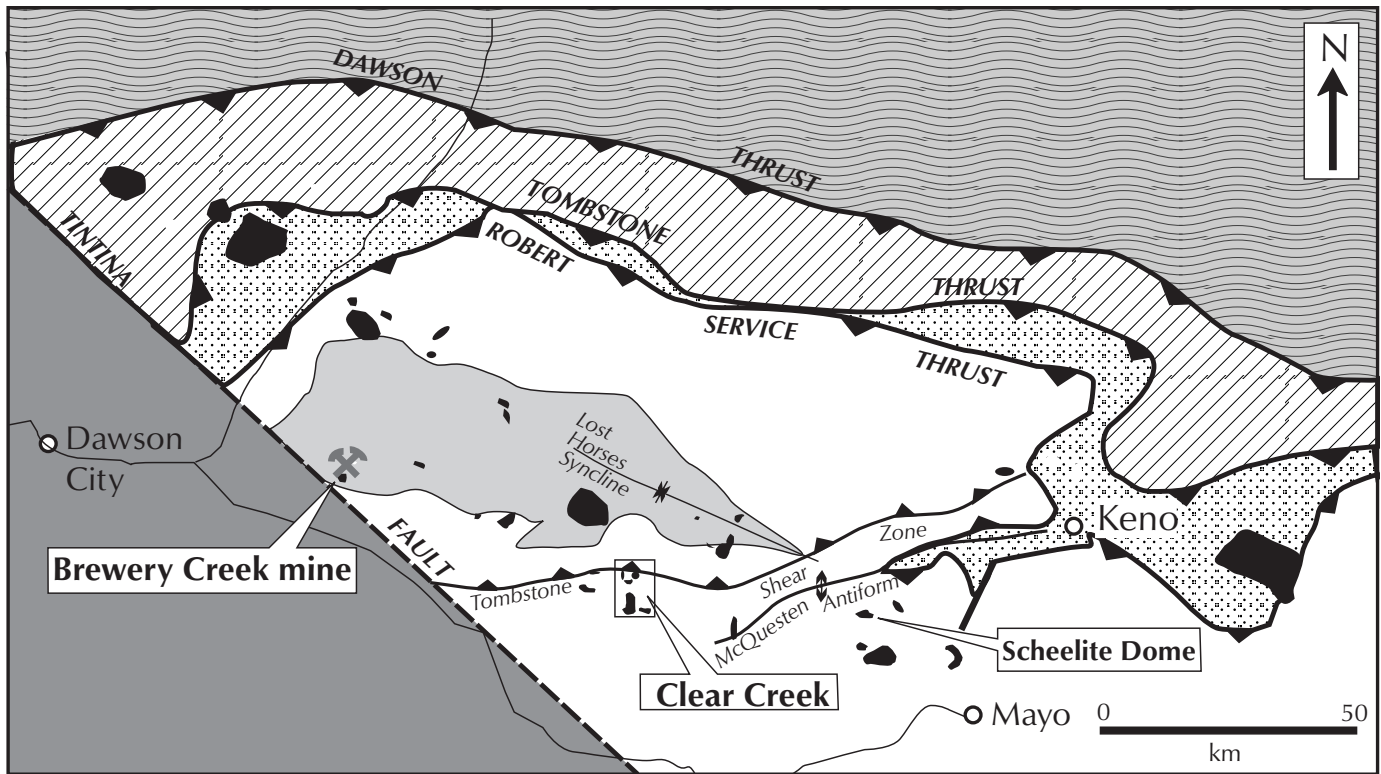 N
DAWSON
THRUST
TINTINA
TOMBSTONE
ROBERT
THRUST
SERVICE
THRUST
Lost
Horses
Syncline
Dawson
City
Keno
Zone
FAULT
Brewery Creek mine
Tombstone
Shear
McQuesten
Antiform
Scheelite Dome
Clear Creek
Mayo
0
50
km